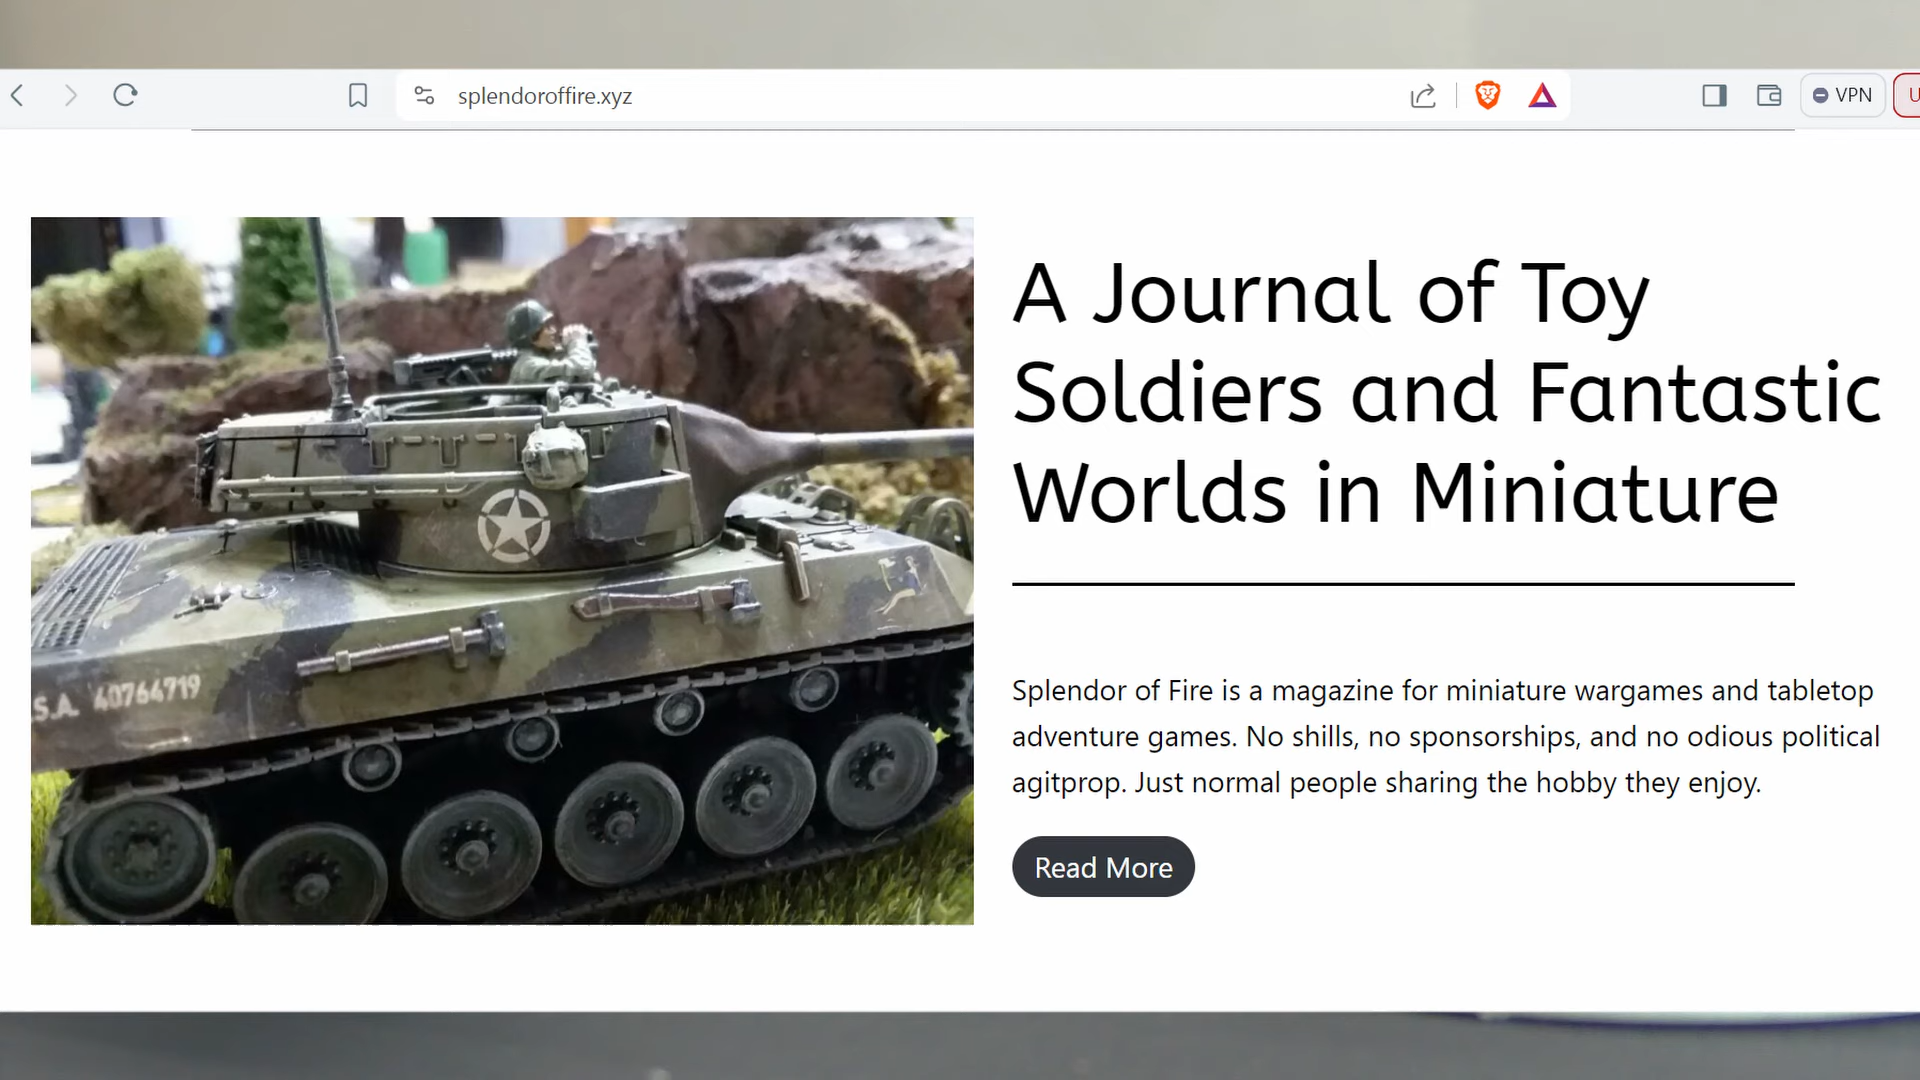 splendoroffire.xyz
VPN
A Journal of Toy
Soldiers and Fantastic
Worlds in Miniature
S.A. 40764719
Splendor of Fire is a magazine for miniature wargames and tabletop
adventure games. No shills, no sponsorships, and no odious political
agitprop. Just normal people sharing the hobby they enjoy.
Read More